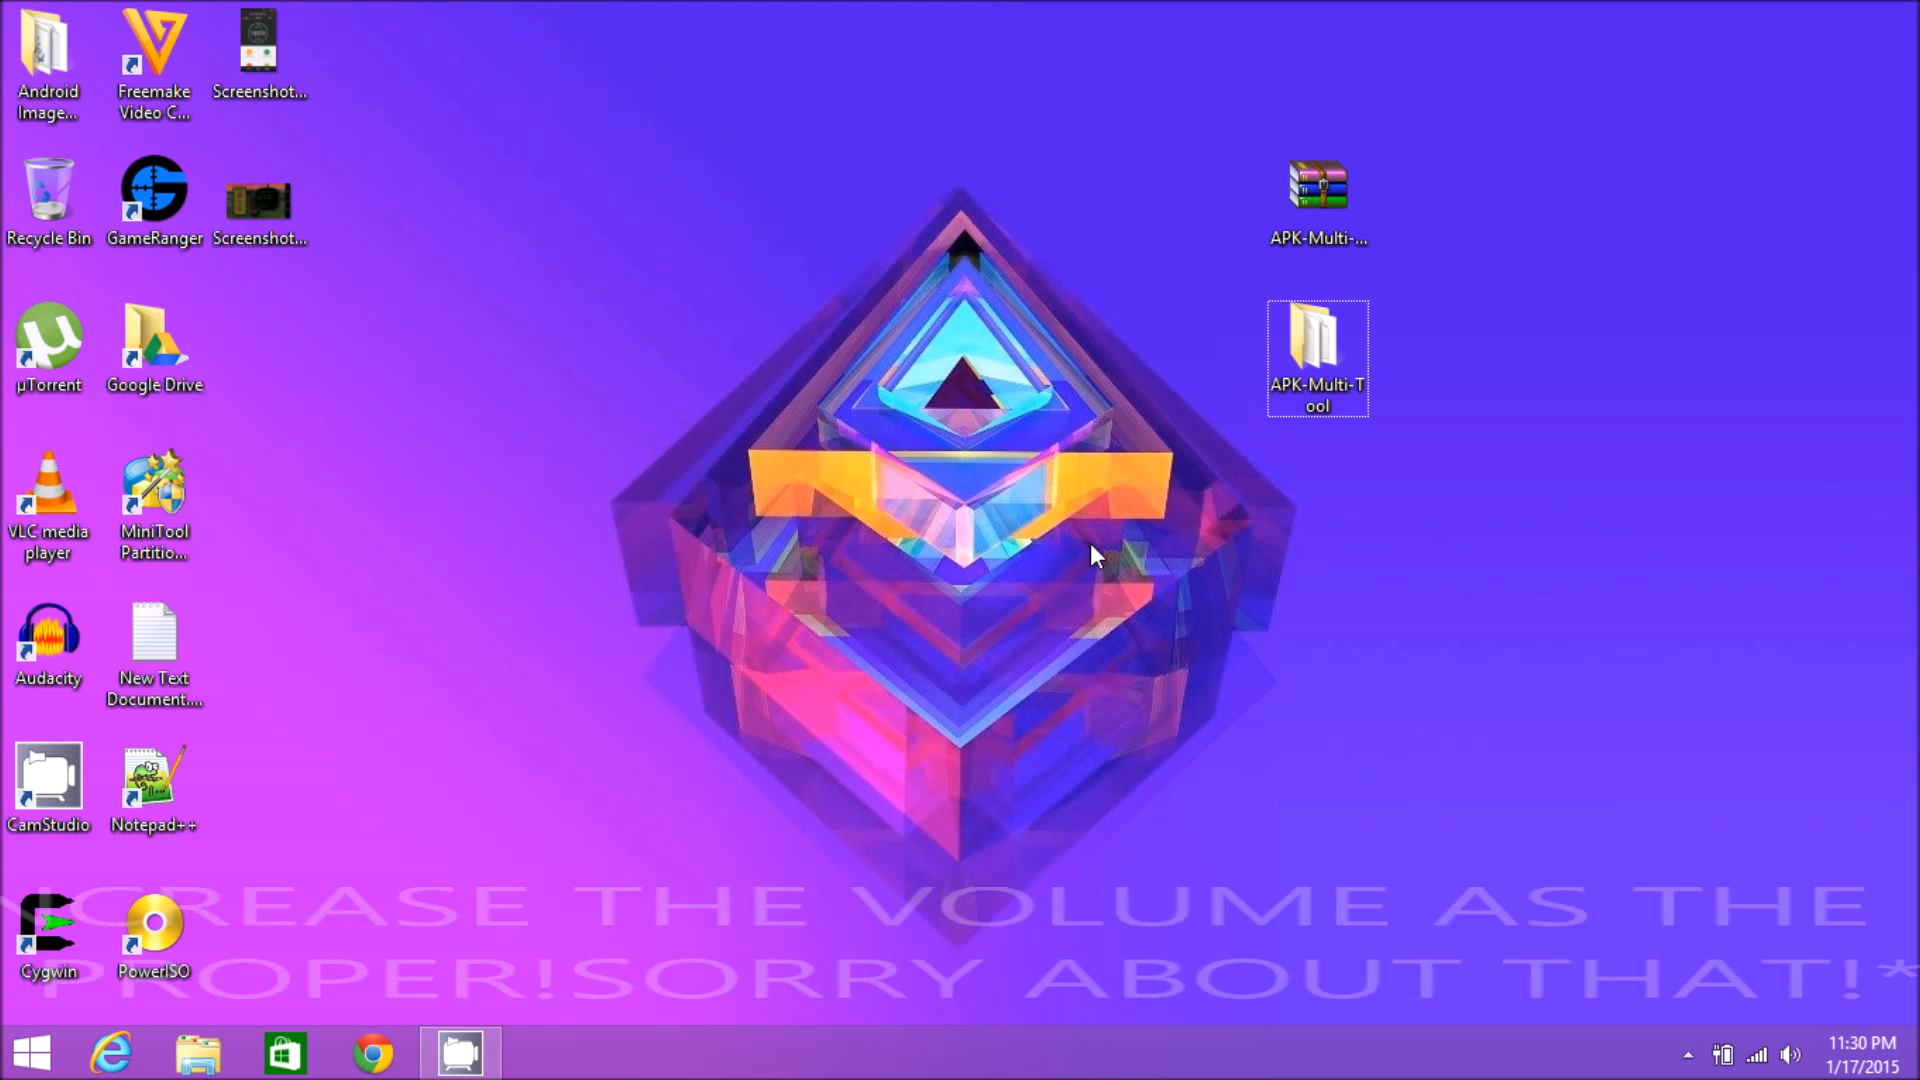 Android
Image...
Freemake
Video C...
Screenshot...
Recycle Bin
GameRanger
Screenshot...
APK-Multi-...
µTorrent
Google Drive
APK-Multi-T
ool
VLC media
player
MiniTool
Partitio...
Audacity
New Text
Document....
CamStudio
Notepad++
NCREASE THE VOLUME AS THE
PROPER!SORRY ABOUT THAT!*
Cygwin
PowerISO
11:30 PM
1/17/2015